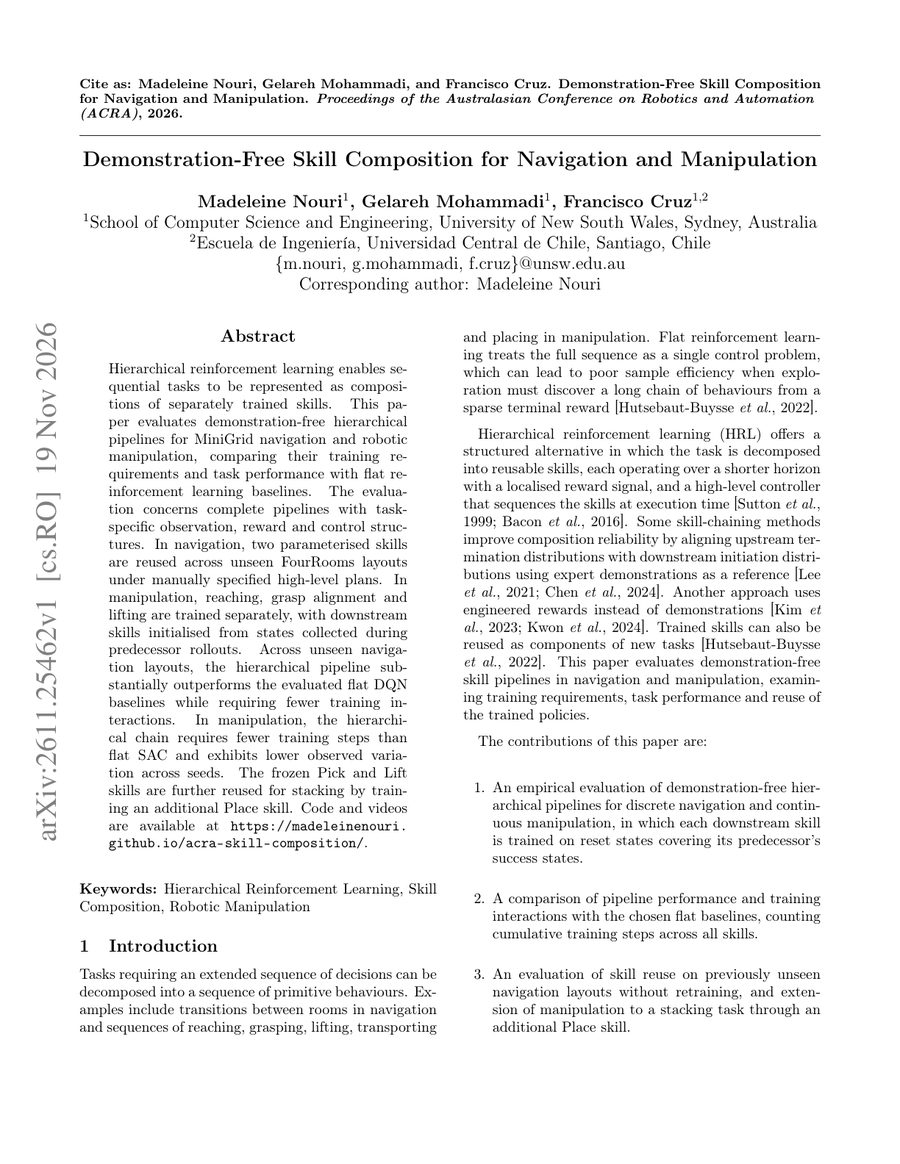 Cite as: Madeleine Nouri, Gelareh Mohammadi, and Francisco Cruz. Demonstration-Free Skill Composition
for Navigation and Manipulation. Proceedings of the Australasian Conference on Robotics and Automation
(ACRA), 2026.
Demonstration-Free Skill Composition for Navigation and Manipulation
Madeleine Nouri1, Gelareh Mohammadi1, Francisco Cruz1,2
1School of Computer Science and Engineering, University of New South Wales, Sydney, Australia
2Escuela de Ingeniería, Universidad Central de Chile, Santiago, Chile
{m.nouri, g.mohammadi, f.cruz}@unsw.edu.au
Corresponding author: Madeleine Nouri
arXiv:2611.25462v1 [cs.RO] 19 Nov 2026
Abstract
Hierarchical reinforcement learning enables se-
quential tasks to be represented as composi-
tions of separately trained skills. This pa-
per evaluates demonstration-free hierarchical
pipelines for MiniGrid navigation and robotic
manipulation, comparing their training re-
quirements and task performance with flat re-
inforcement learning baselines. The evalua-
tion concerns complete pipelines with task-
specific observation, reward and control struc-
tures. In navigation, two parameterised skills
are reused across unseen FourRooms layouts
under manually specified high-level plans. In
manipulation, reaching, grasp alignment and
lifting are trained separately, with downstream
skills initialised from states collected during
predecessor rollouts. Across unseen naviga-
tion layouts, the hierarchical pipeline sub-
stantially outperforms the evaluated flat DQN
baselines while requiring fewer training in-
teractions. In manipulation, the hierarchi-
cal chain requires fewer training steps than
flat SAC and exhibits lower observed varia-
tion across seeds. The frozen Pick and Lift
skills are further reused for stacking by train-
ing an additional Place skill. Code and videos
are available at https://madeleinenouri.
github.io/acra-skill-composition/.
Keywords: Hierarchical Reinforcement Learning, Skill
Composition, Robotic Manipulation
1 Introduction
Tasks requiring an extended sequence of decisions can be
decomposed into a sequence of primitive behaviours. Ex-
amples include transitions between rooms in navigation
and sequences of reaching, grasping, lifting, transporting
and placing in manipulation. Flat reinforcement learn-
ing treats the full sequence as a single control problem,
which can lead to poor sample efficiency when explo-
ration must discover a long chain of behaviours from a
sparse terminal reward [Hutsebaut-Buysse et al., 2022].
Hierarchical reinforcement learning (HRL) offers a
structured alternative in which the task is decomposed
into reusable skills, each operating over a shorter horizon
with a localised reward signal, and a high-level controller
that sequences the skills at execution time [Sutton et al.,
1999; Bacon et al., 2016]. Some skill-chaining methods
improve composition reliability by aligning upstream ter-
mination distributions with downstream initiation distri-
butions using expert demonstrations as a reference [Lee
et al., 2021; Chen et al., 2024]. Another approach uses
engineered rewards instead of demonstrations [Kim et
al., 2023; Kwon et al., 2024]. Trained skills can also be
reused as components of new tasks [Hutsebaut-Buysse
et al., 2022]. This paper evaluates demonstration-free
skill pipelines in navigation and manipulation, examin-
ing training requirements, task performance and reuse of
the trained policies.
The contributions of this paper are:
1. An empirical evaluation of demonstration-free hier-
archical pipelines for discrete navigation and contin-
uous manipulation, in which each downstream skill
is trained on reset states covering its predecessor's
success states.
2. A comparison of pipeline performance and training
interactions with the chosen flat baselines, counting
cumulative training steps across all skills.
3. An evaluation of skill reuse on previously unseen
navigation layouts without retraining, and exten-
sion of manipulation to a stacking task through an
additional Place skill.